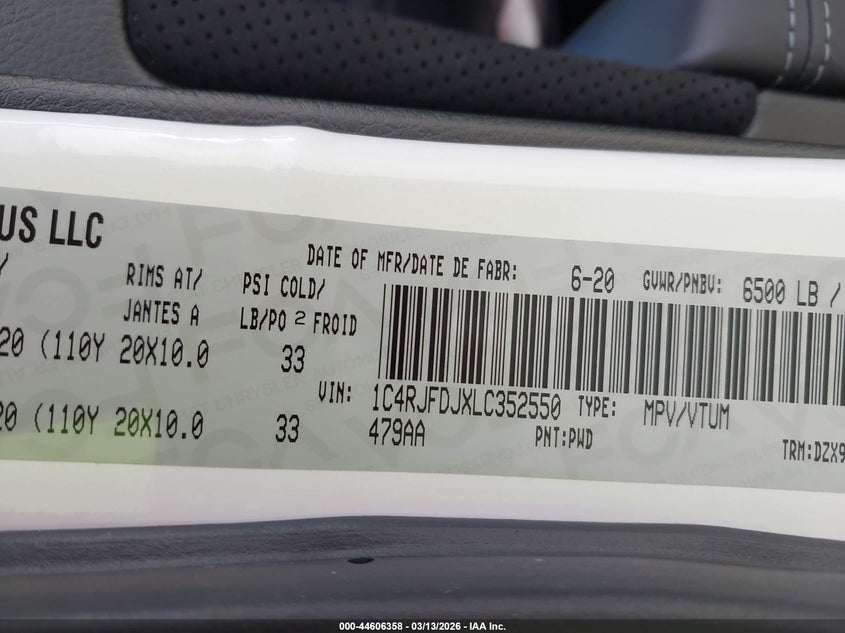 US LLC
DATE OF MFR/DATE DE FABR: 6-20 GVWR/PNBV: 6500 LB /
RIMS AT/ PSI COLD/
JANTES A LB/PO 2 FROID
20 (110Y 20X10.0 33
VIN: 1C4RJFDJXLC352550 TYPE: MPV/VTUM
20 (110Y 20X10.0 33 479AA PNT:PWD TRM:DZX9
000-44606358 - 03/13/2026 - IAA Inc.